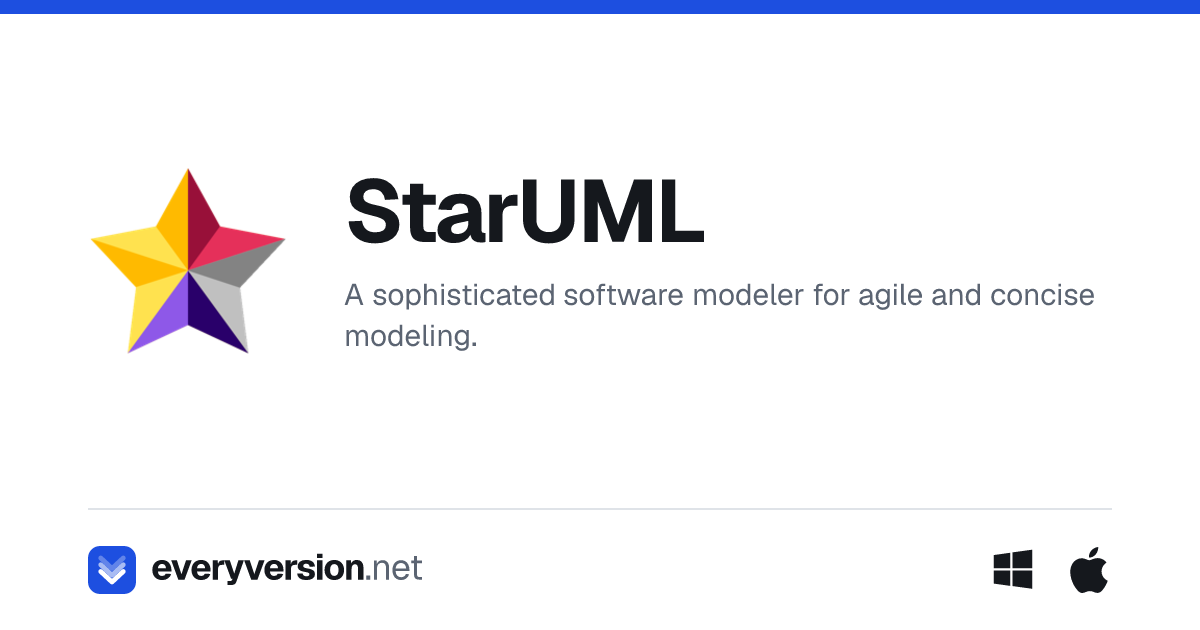 StarUML
A sophisticated software modeler for agile and concise
modeling.
everyversion.net